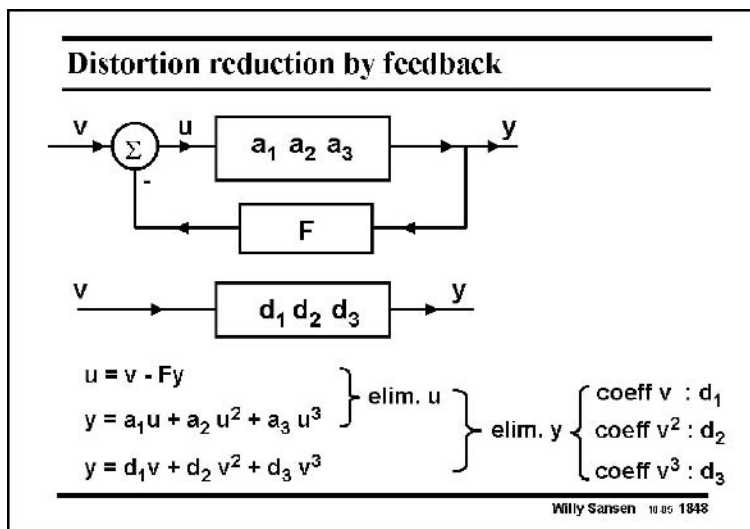 Distortion reduction by feedback
v Σ u a₁ a₂ a₃ y
-
F
v d₁ d₂ d₃ y
u = v - Fy
y = a₁u + a₂ u² + a₃ u³
y = d₁v + d₂ v² + d₃ v³
elim. u
elim. y
coeff v : d₁
coeff v² : d₂
coeff v³ : d₃
Willy Sansen 10-05 1848